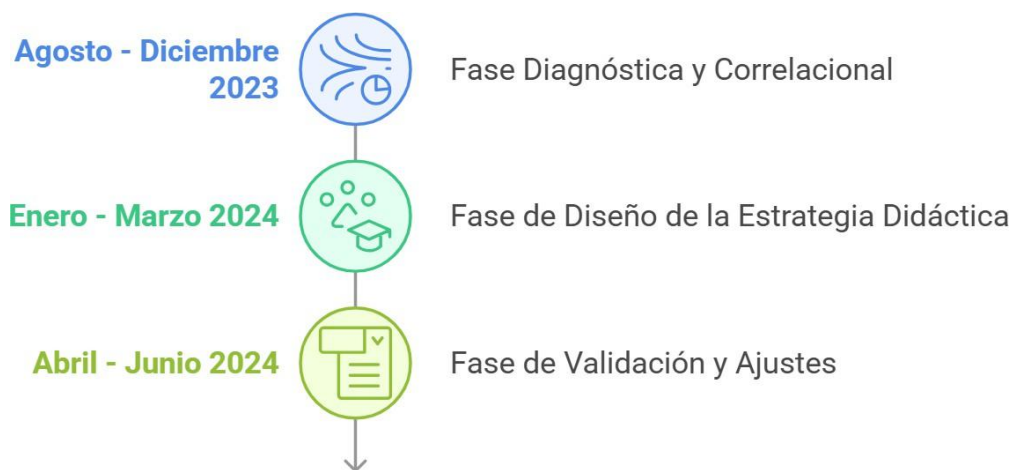 Agosto - Diciembre
2023
Fase Diagnóstica y Correlacional
Enero - Marzo 2024
Fase de Diseño de la Estrategia Didáctica
Abril - Junio 2024
Fase de Validación y Ajustes